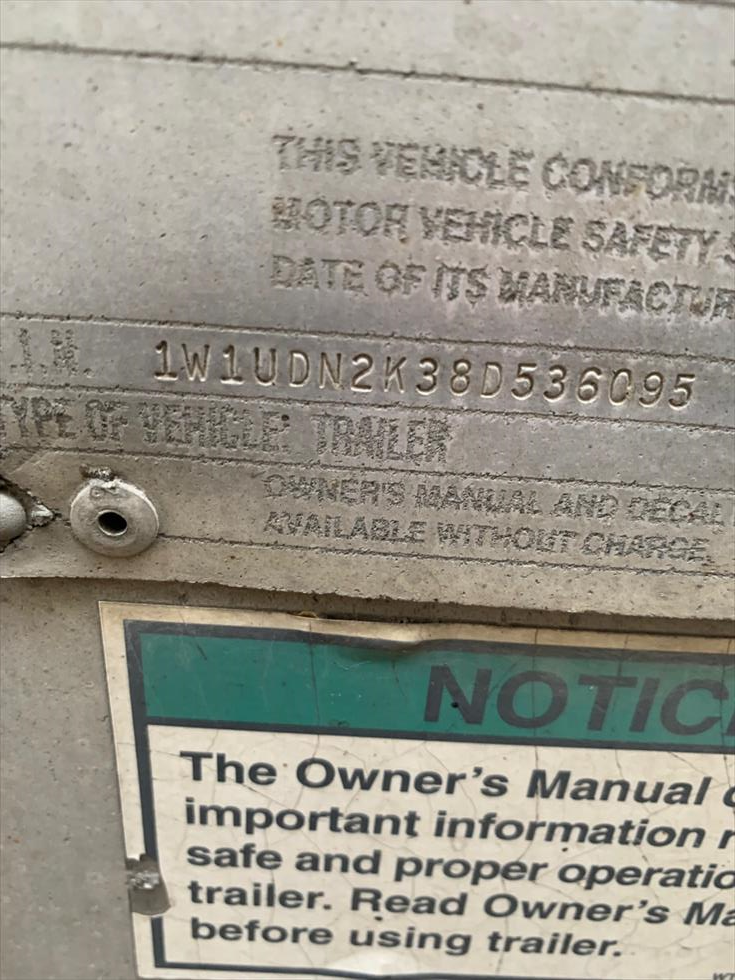 THIS VEHICLE CONFORMS
MOTOR VEHICLE SAFETY S
DATE OF ITS MANUFACTUR
.I.N. 1W1UDN2K38D536095
TYPE OF VEHICLE: TRAILER
OWNER'S MANUAL AND DECAL
AVAILABLE WITHOUT CHARGE
NOTIC
The Owner's Manual c
important information r
safe and proper operatio
trailer. Read Owner's Ma
before using trailer.